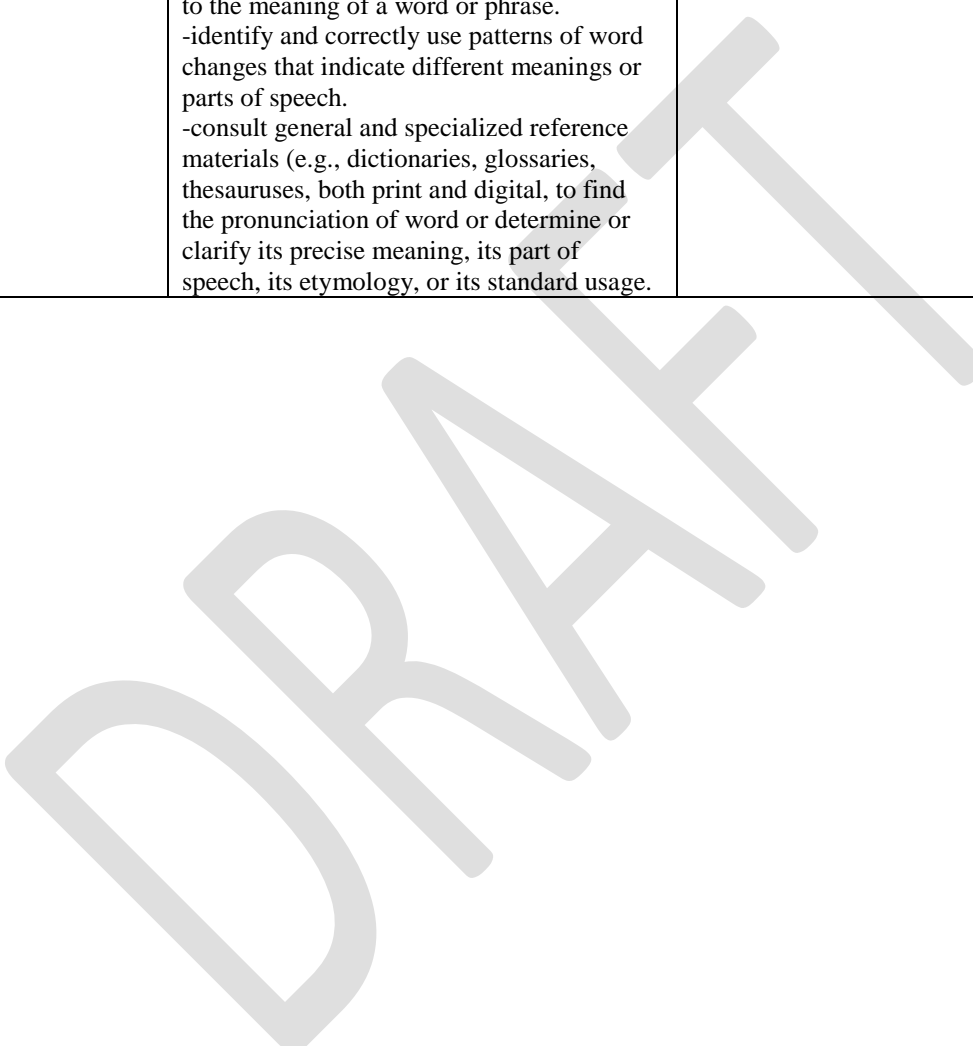 to the meaning of a word or phrase.
-identify and correctly use patterns of word
changes that indicate different meanings or
parts of speech.
-consult general and specialized reference
materials (e.g., dictionaries, glossaries,
thesauruses, both print and digital, to find
the pronunciation of word or determine or
clarify its precise meaning, its part of
speech, its etymology, or its standard usage.
DRAFT